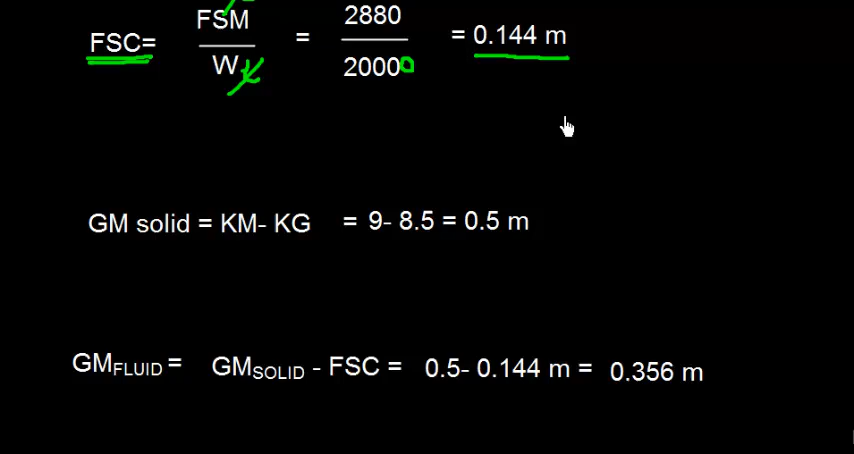 FSC= FSM / W = 2880 / 20000 = 0.144 m
GM solid = KM- KG = 9- 8.5 = 0.5 m
GMFLUID = GMSOLID - FSC = 0.5- 0.144 m = 0.356 m